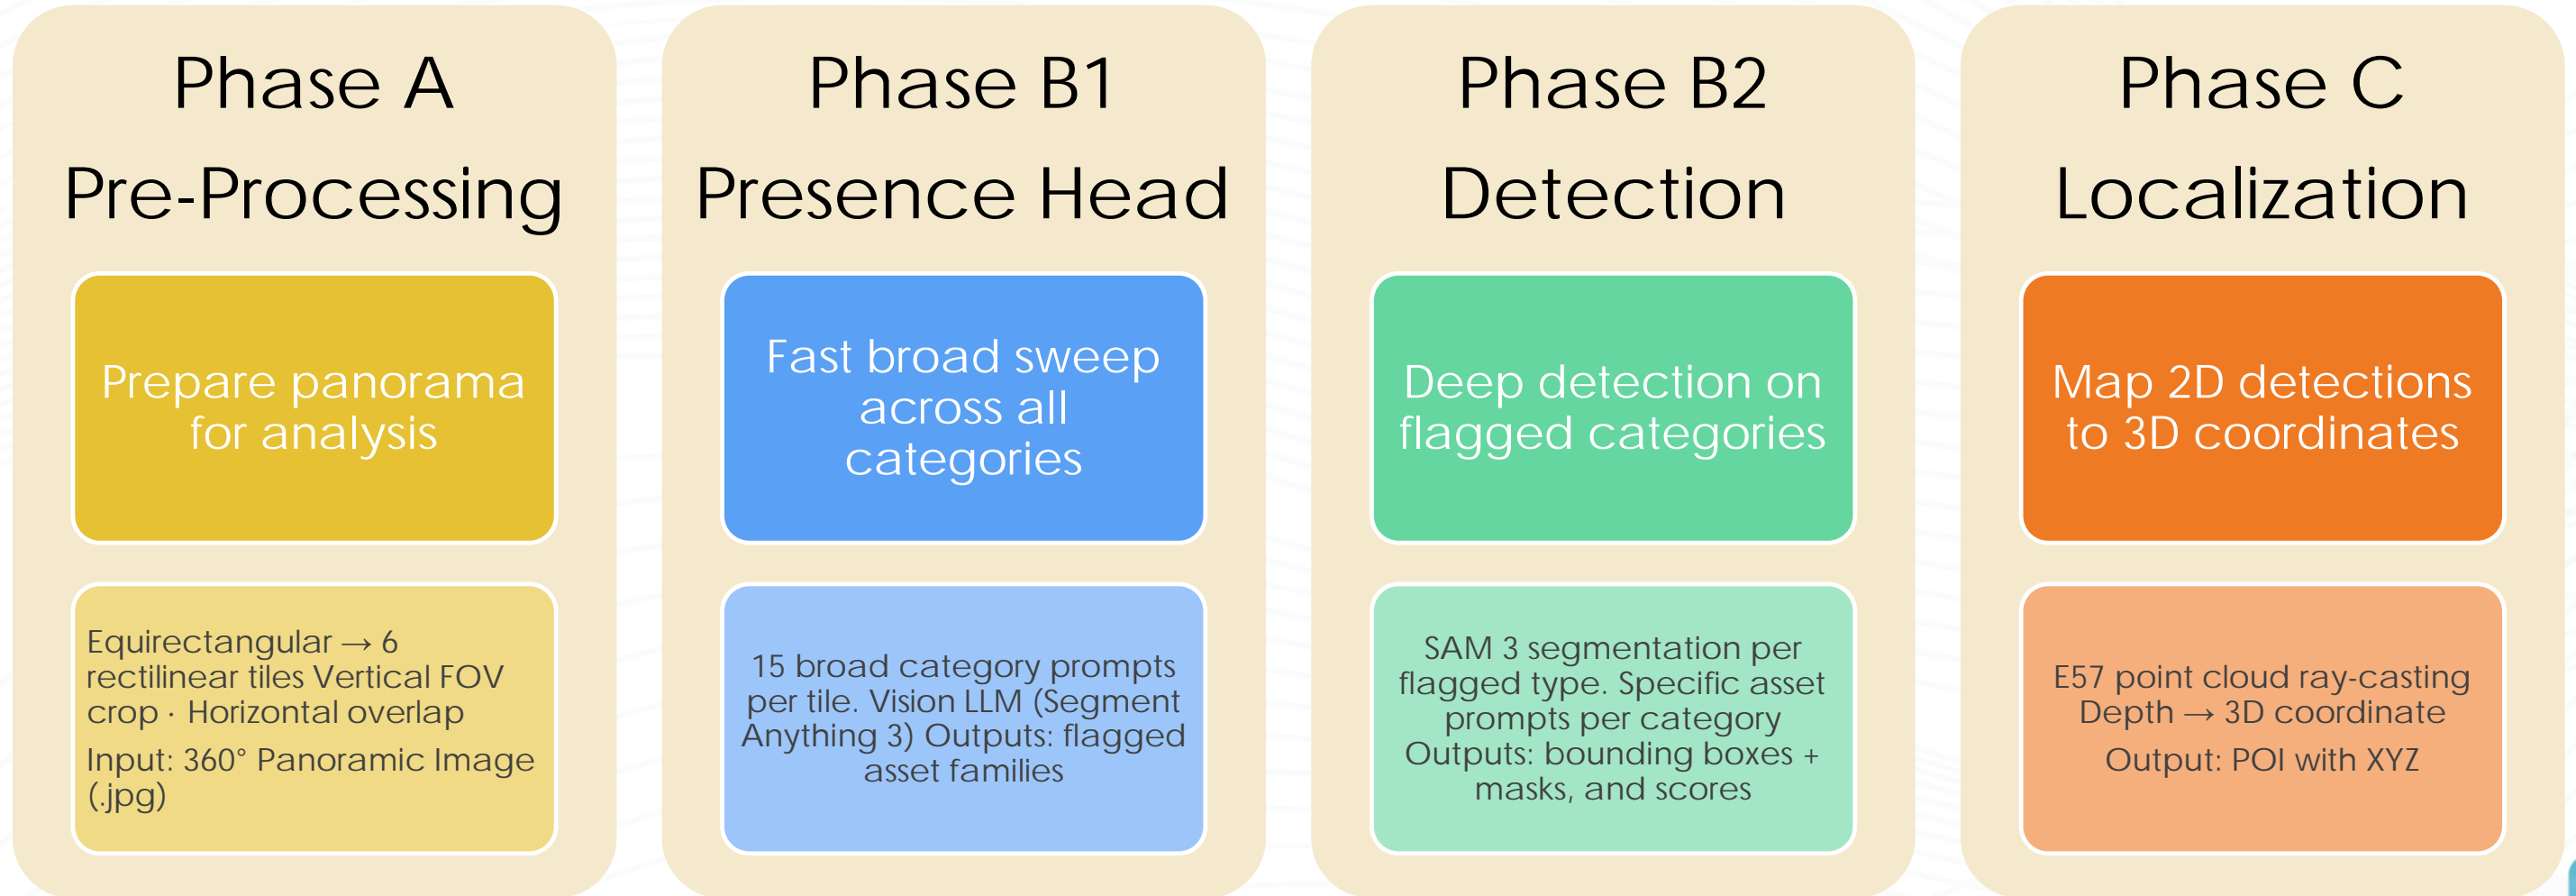 Phase A
Pre-Processing
Prepare panorama
for analysis
Equirectangular → 6
rectilinear tiles Vertical FOV
crop · Horizontal overlap
Input: 360° Panoramic Image
(.jpg)
Phase B1
Presence Head
Fast broad sweep
across all
categories
15 broad category prompts
per tile. Vision LLM (Segment
Anything 3) Outputs: flagged
asset families
Phase B2
Detection
Deep detection on
flagged categories
SAM 3 segmentation per
flagged type. Specific asset
prompts per category
Outputs: bounding boxes +
masks, and scores
Phase C
Localization
Map 2D detections
to 3D coordinates
E57 point cloud ray-casting
Depth → 3D coordinate
Output: POI with XYZ